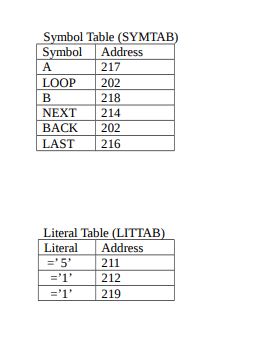 Symbol Table (SYMTAB)
Symbol Address
A 217
LOOP 202
B 218
NEXT 214
BACK 202
LAST 216
Literal Table (LITTAB)
Literal Address
=’ 5’ 211
=’1’ 212
=’1’ 219